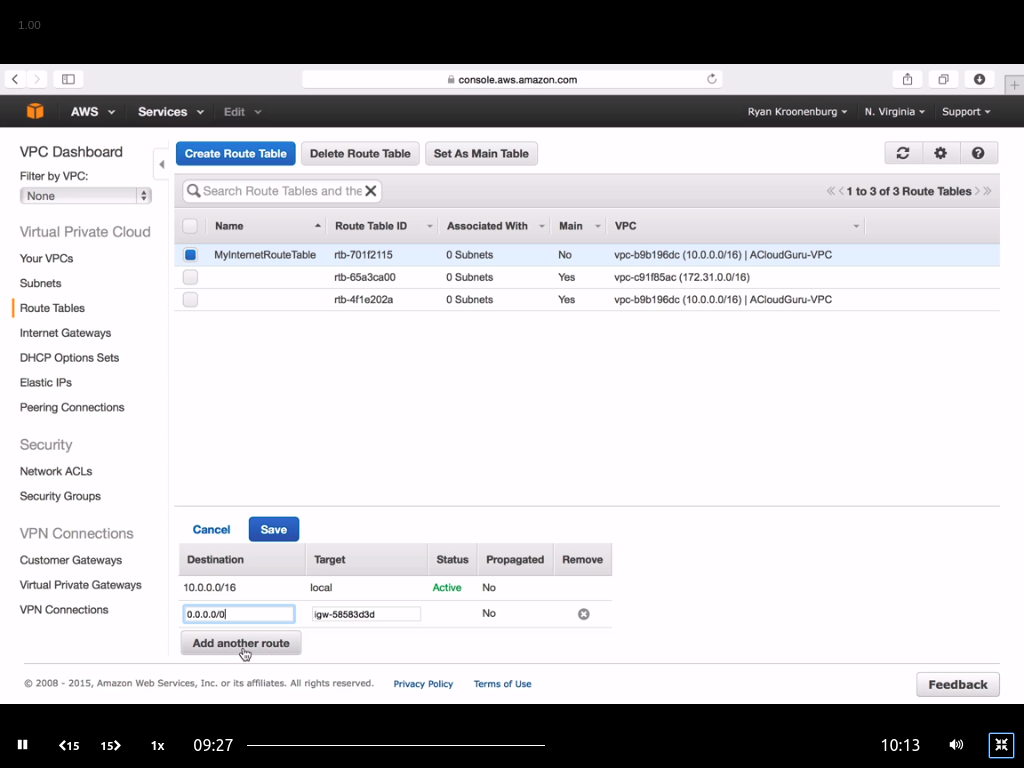 1.00
console.aws.amazon.com
AWS Services Edit Ryan Kroonenburg N. Virginia Support
VPC Dashboard
Filter by VPC:
None
Virtual Private Cloud
Your VPCs
Subnets
Route Tables
Internet Gateways
DHCP Options Sets
Elastic IPs
Peering Connections
Security
Network ACLs
Security Groups
VPN Connections
Customer Gateways
Virtual Private Gateways
VPN Connections
Create Route Table Delete Route Table Set As Main Table
Search Route Tables and the 1 to 3 of 3 Route Tables
Name Route Table ID Associated With Main VPC
MyInternetRouteTable rtb-701f2115 0 Subnets No vpc-b9b196dc (10.0.0.0/16) | ACloudGuru-VPC
rtb-65a3ca00 0 Subnets Yes vpc-c91f85ac (172.31.0.0/16)
rtb-4f1e202a 0 Subnets Yes vpc-b9b196dc (10.0.0.0/16) | ACloudGuru-VPC
Cancel Save
Destination Target Status Propagated Remove
10.0.0.0/16 local Active No
0.0.0.0/0 igw-58583d3d No
Add another route
© 2008 - 2015, Amazon Web Services, Inc. or its affiliates. All rights reserved. Privacy Policy Terms of Use Feedback
15 15 1x 09:27 10:13